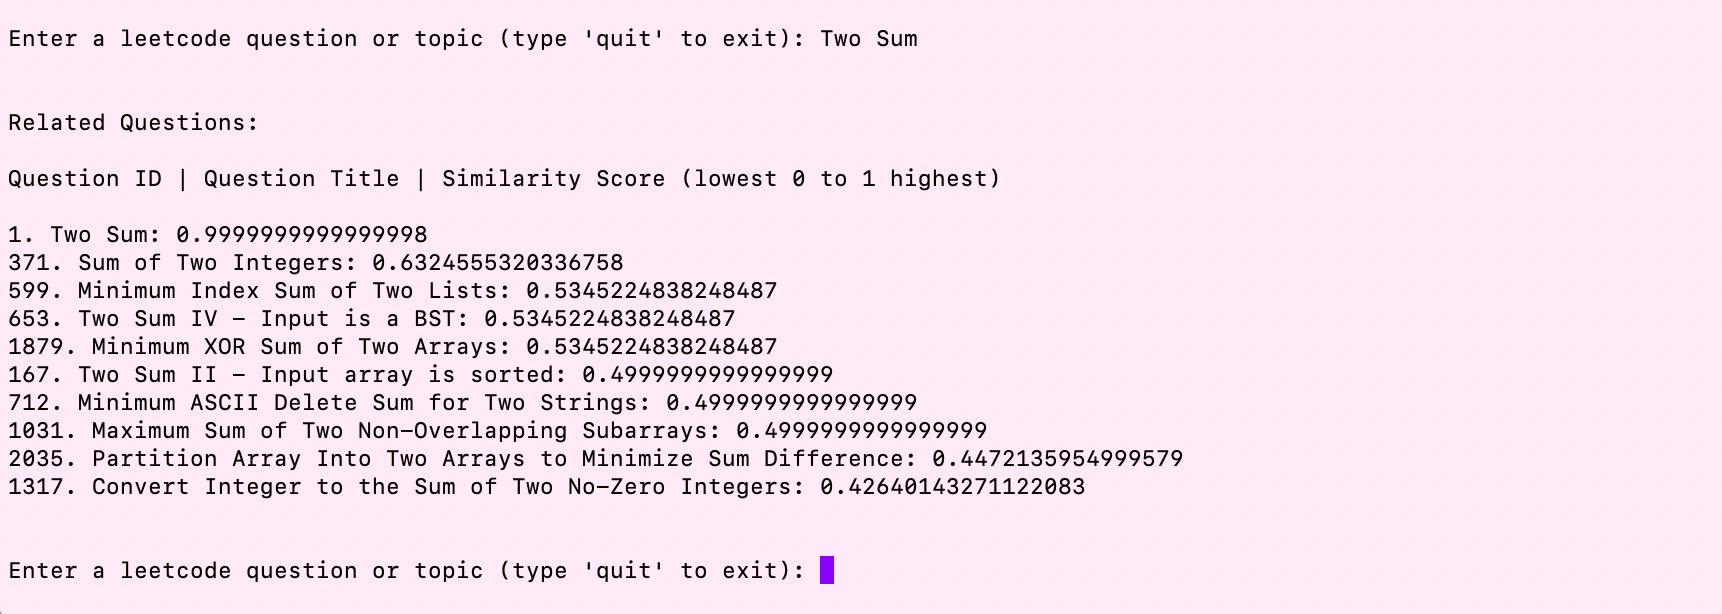 Enter a leetcode question or topic (type 'quit' to exit): Two Sum
Related Questions:
Question ID | Question Title | Similarity Score (lowest 0 to 1 highest)
1. Two Sum: 0.9999999999999998
371. Sum of Two Integers: 0.6324555320336758
599. Minimum Index Sum of Two Lists: 0.5345224838248487
653. Two Sum IV – Input is a BST: 0.5345224838248487
1879. Minimum XOR Sum of Two Arrays: 0.5345224838248487
167. Two Sum II – Input array is sorted: 0.4999999999999999
712. Minimum ASCII Delete Sum for Two Strings: 0.4999999999999999
1031. Maximum Sum of Two Non–Overlapping Subarrays: 0.4999999999999999
2035. Partition Array Into Two Arrays to Minimize Sum Difference: 0.4472135954999579
1317. Convert Integer to the Sum of Two No–Zero Integers: 0.42640143271122083
Enter a leetcode question or topic (type 'quit' to exit):